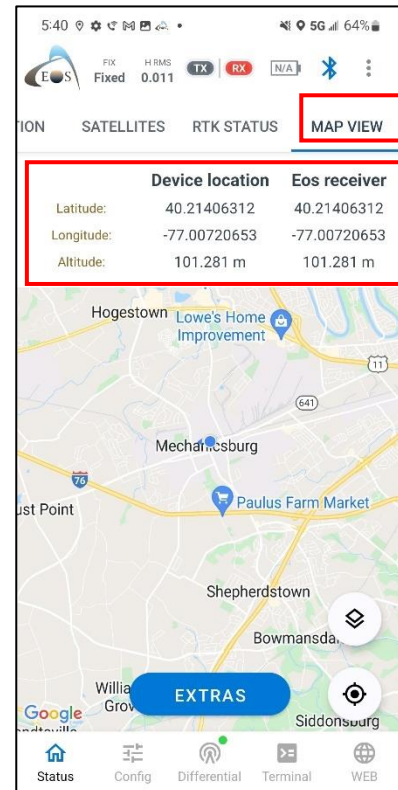 5:40 5G 64%
EOS FIX H RMS TX RX N/A
Fixed 0.011
ION SATELLITES RTK STATUS MAP VIEW
Device location Eos receiver
Latitude: 40.21406312 40.21406312
Longitude: -77.00720653 -77.00720653
Altitude: 101.281 m 101.281 m
Hogestown Lowe's Home
Improvement
11
641
Mechanicsburg
76
ust Point Paulus Farm Market
Shepherdstown
Bowmansda
Willia EXTRAS
Grov
Google Siddonsburg
Status Config Differential Terminal WEB